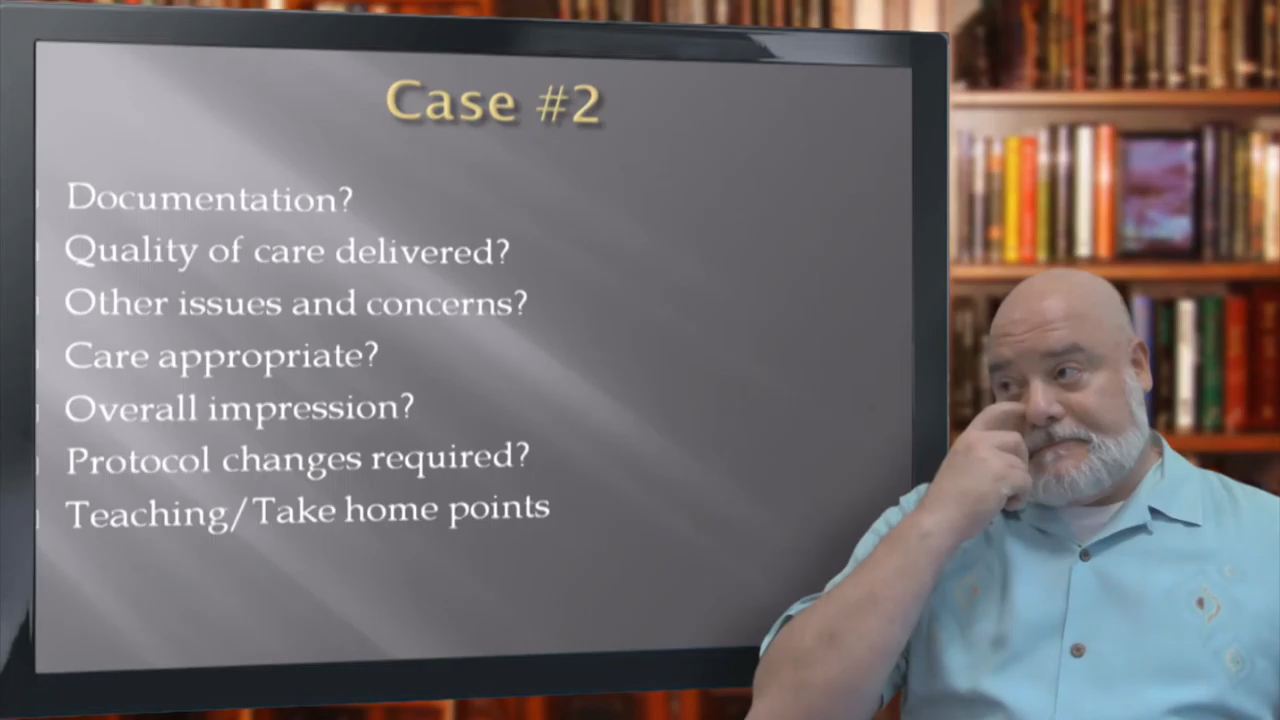 Case #2
Documentation?
Quality of care delivered?
Other issues and concerns?
Care appropriate?
Overall impression?
Protocol changes required?
Teaching/Take home points